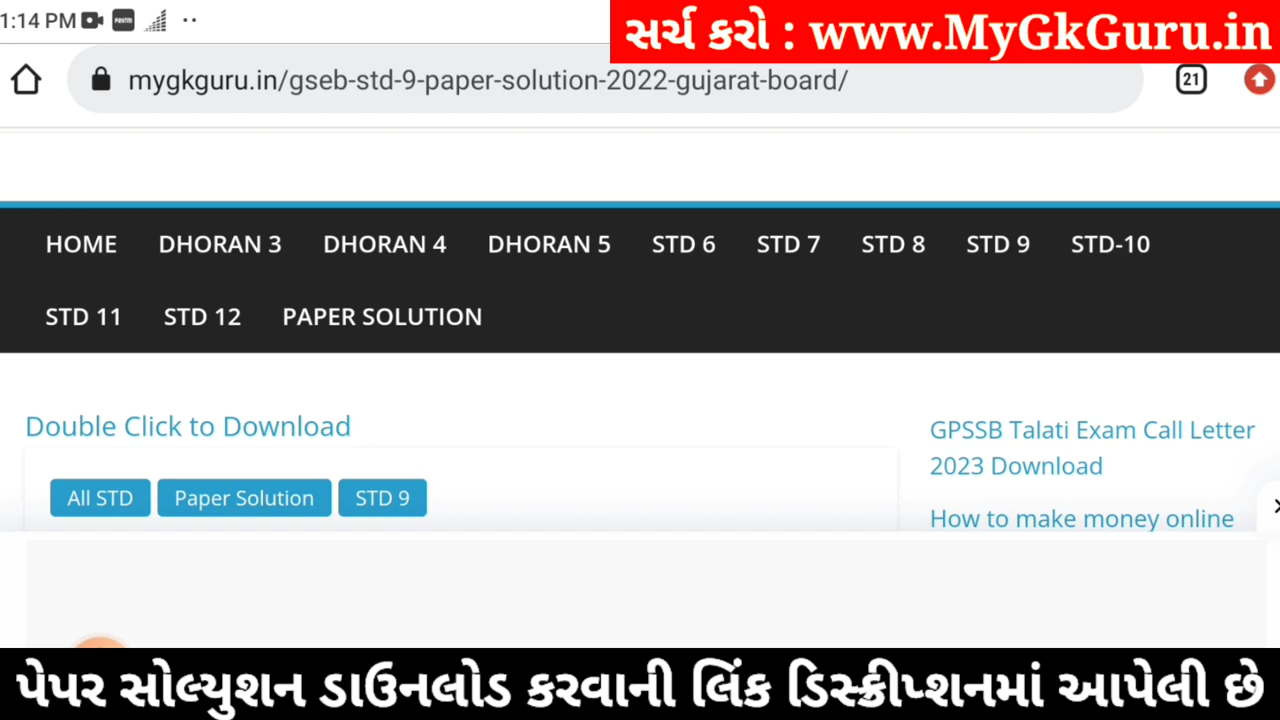 1:14 PM
સર્ચ કરો : www.MyGkGuru.in
mygkguru.in/gseb-std-9-paper-solution-2022-gujarat-board/
21
HOME DHORAN 3 DHORAN 4 DHORAN 5 STD 6 STD 7 STD 8 STD 9 STD-10
STD 11 STD 12 PAPER SOLUTION
Double Click to Download
All STD Paper Solution STD 9
GPSSB Talati Exam Call Letter
2023 Download
How to make money online
પેપર સોલ્યુશન ડાઉનલોડ કરવાની લિંક ડિસ્ક્રીપ્શનમાં આપેલી છે